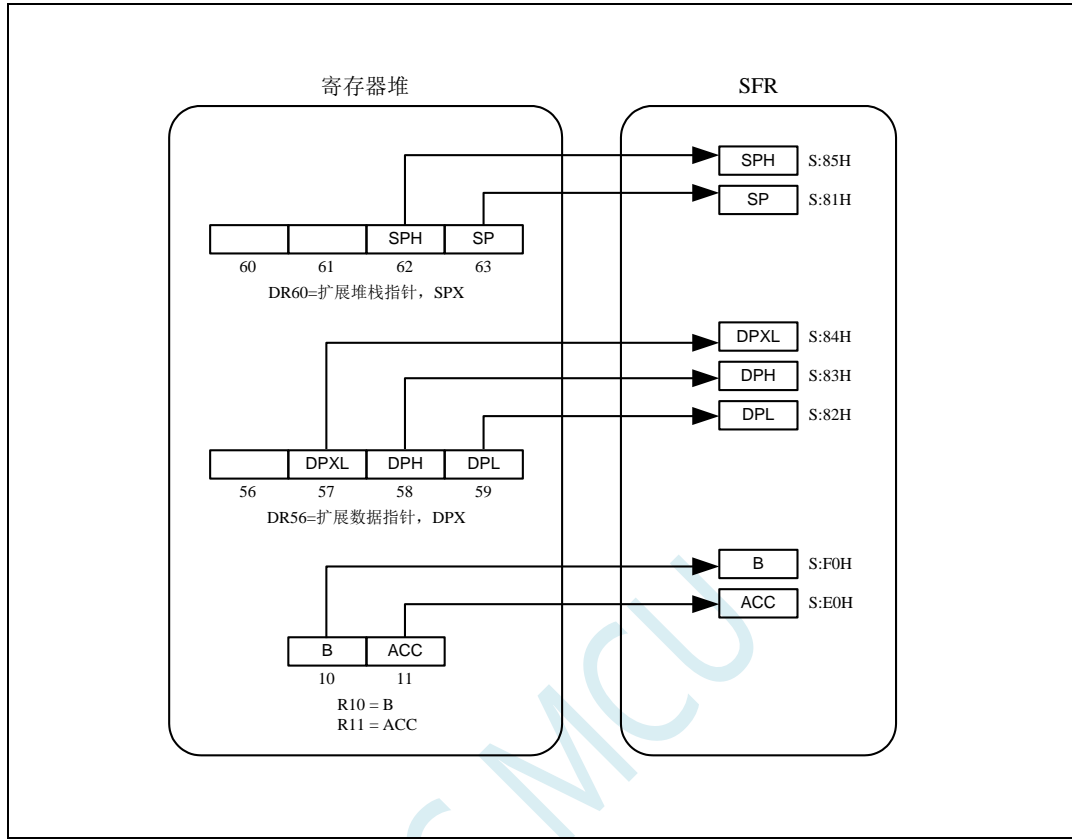 寄存器堆
SFR
SPH S:85H
SP S:81H
SPH SP
60 61 62 63
DR60=扩展堆栈指针，SPX
DPXL S:84H
DPH S:83H
DPL S:82H
DPXL DPH DPL
56 57 58 59
DR56=扩展数据指针，DPX
B S:F0H
ACC S:E0H
B ACC
10 11
R10 = B
R11 = ACC
MCU